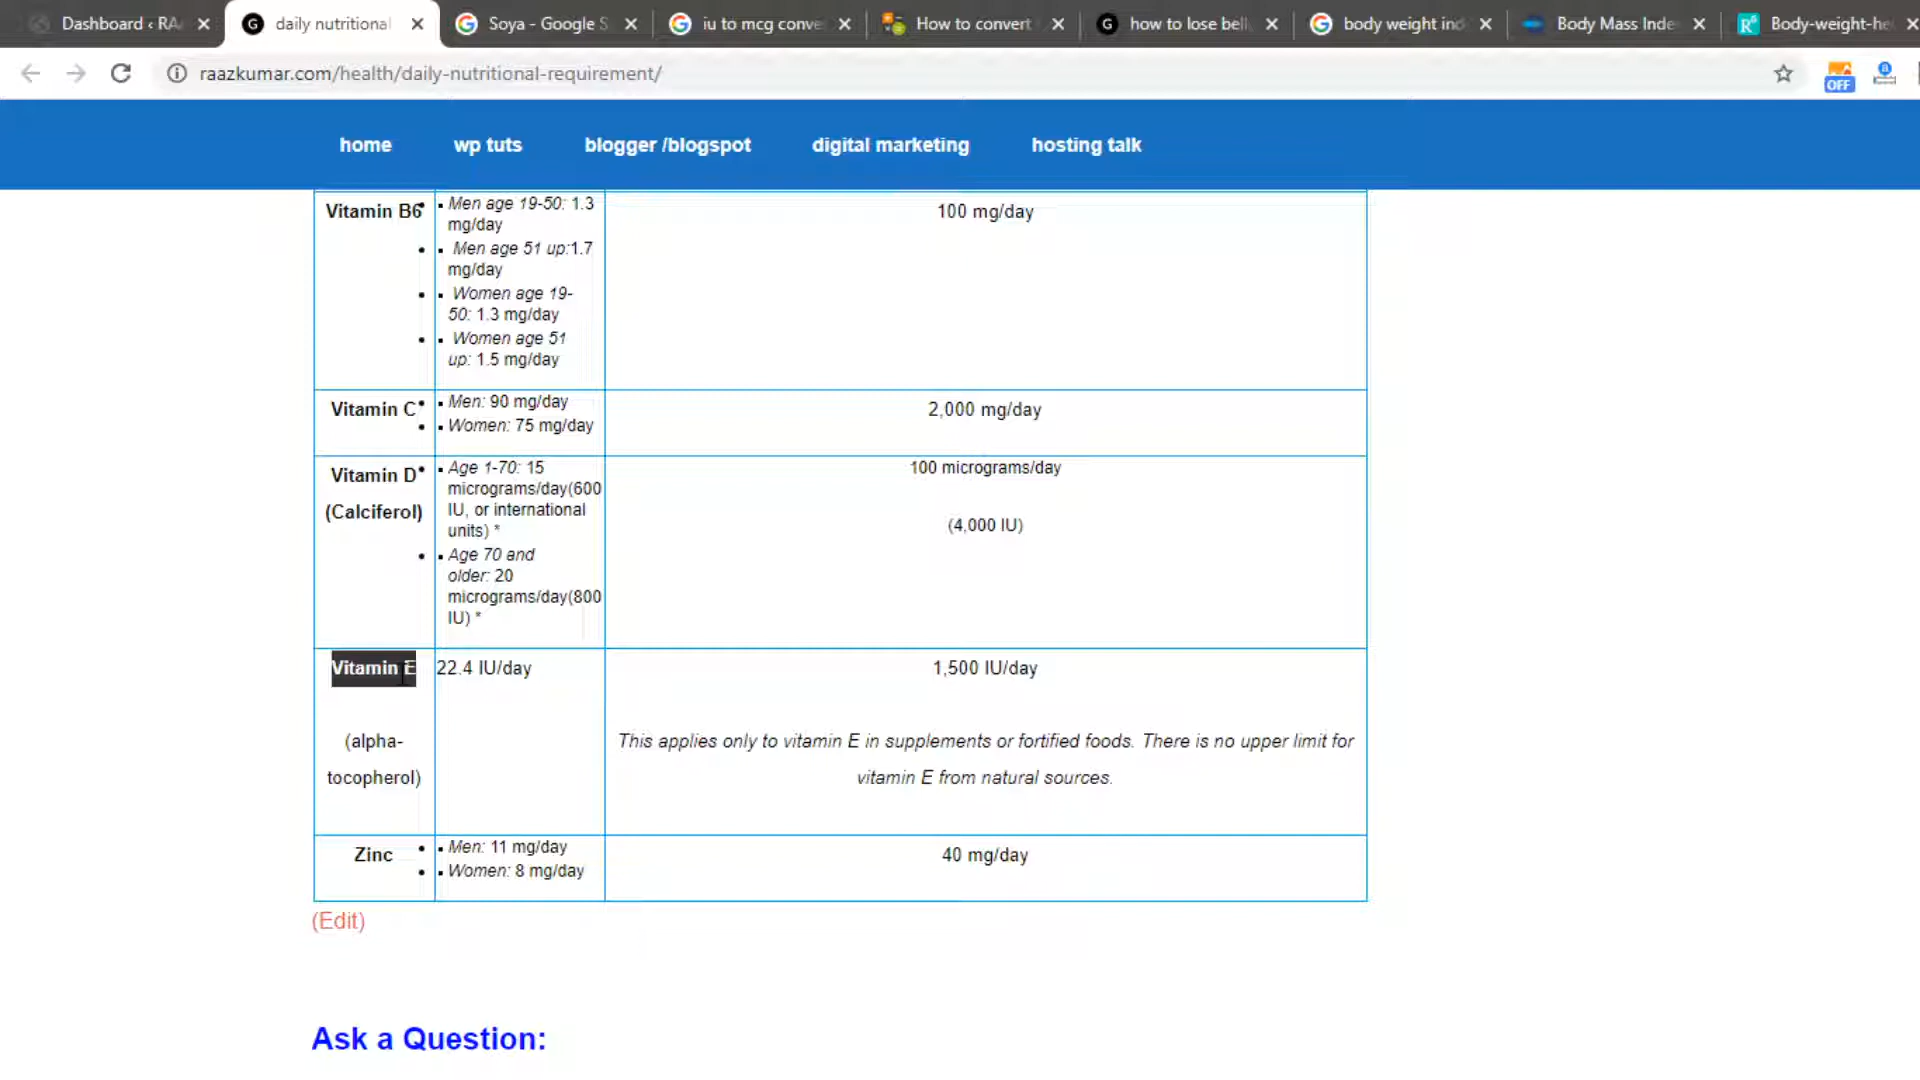 Dashboard ‹ RA
daily nutritional
Soya - Google S
iu to mcg conve
How to convert
how to lose bell
body weight ind
Body Mass Inde
Body-weight-he
raazkumar.com/health/daily-nutritional-requirement/
OFF
home wp tuts blogger /blogspot digital marketing hosting talk
Vitamin B6
Men age 19-50: 1.3
mg/day
Men age 51 up:1.7
mg/day
Women age 19-
50: 1.3 mg/day
Women age 51
up: 1.5 mg/day
100 mg/day
Vitamin C
Men: 90 mg/day
Women: 75 mg/day
2,000 mg/day
Vitamin D
(Calciferol)
Age 1-70: 15
micrograms/day(600
IU, or international
units) *
Age 70 and
older: 20
micrograms/day(800
IU) *
100 micrograms/day
(4,000 IU)
Vitamin E
(alpha-
tocopherol)
22.4 IU/day
1,500 IU/day
This applies only to vitamin E in supplements or fortified foods. There is no upper limit for
vitamin E from natural sources.
Zinc
Men: 11 mg/day
Women: 8 mg/day
40 mg/day
(Edit)
Ask a Question: